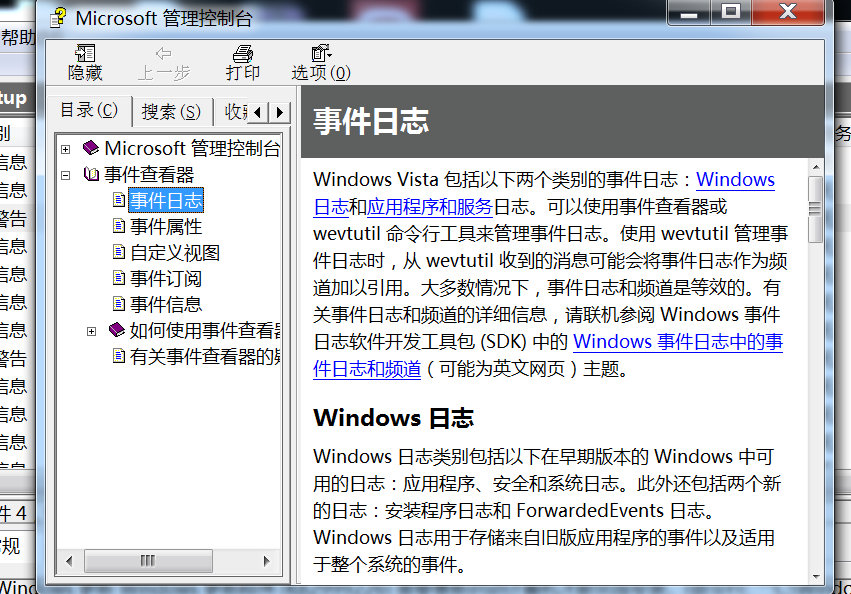 Microsoft 管理控制台
帮助
隐藏
上一步
打印
选项(O)
目录(C)
搜索(S)
Microsoft 管理控制台
事件查看器
事件日志
事件属性
自定义视图
事件订阅
事件信息
如何使用事件查看
有关事件查看器的
事件日志
Windows Vista 包括以下两个类别的事件日志：Windows
日志和应用程序和服务日志。可以使用事件查看器或
wevtutil 命令行工具来管理事件日志。使用 wevtutil 管理事
件日志时，从 wevtutil 收到的消息可能会将事件日志作为频
道加以引用。大多数情况下，事件日志和频道是等效的。有
关事件日志和频道的详细信息，请联机参阅 Windows 事件
日志软件开发工具包 (SDK) 中的 Windows 事件日志中的事
件日志和频道（可能为英文网页）主题。
Windows 日志
Windows 日志类别包括以下在早期版本的 Windows 中可
用的日志：应用程序、安全和系统日志。此外还包括两个新
的日志：安装程序日志和 ForwardedEvents 日志。
Windows 日志用于存储来自旧版应用程序的事件以及适用
于整个系统的事件。
tup
别
信息
信息
警告
信息
信息
信息
信息
警告
信息
信息
信息
件 4
常规
务